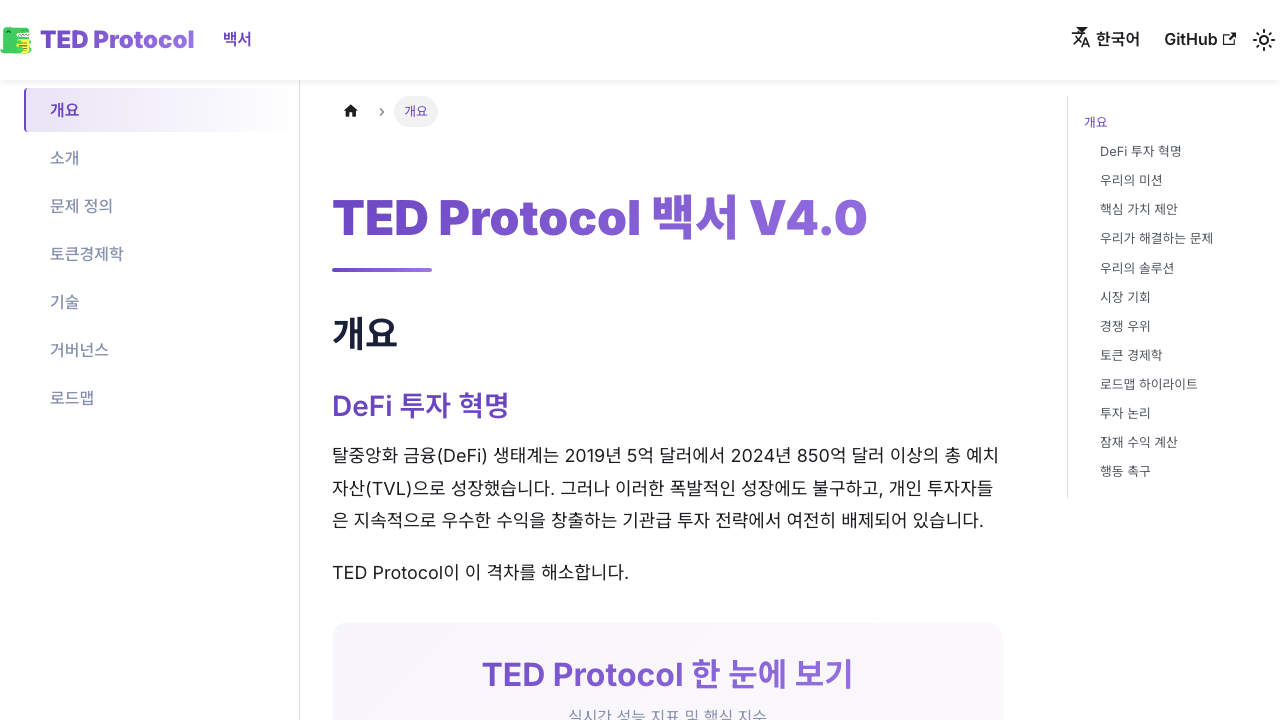 TED Protocol
백서
한국어
GitHub
개요
소개
문제 정의
토큰경제학
기술
거버넌스
로드맵
개요
TED Protocol 백서 V4.0
개요
DeFi 투자 혁명
탈중앙화 금융(DeFi) 생태계는 2019년 5억 달러에서 2024년 850억 달러 이상의 총 예치
자산(TVL)으로 성장했습니다. 그러나 이러한 폭발적인 성장에도 불구하고, 개인 투자자들
은 지속적으로 우수한 수익을 창출하는 기관급 투자 전략에서 여전히 배제되어 있습니다.
TED Protocol이 이 격차를 해소합니다.
TED Protocol 한 눈에 보기
실시간 성능 지표 및 핵심 지수
개요
DeFi 투자 혁명
우리의 미션
핵심 가치 제안
우리가 해결하는 문제
우리의 솔루션
시장 기회
경쟁 우위
토큰 경제학
로드맵 하이라이트
투자 논리
잠재 수익 계산
행동 촉구